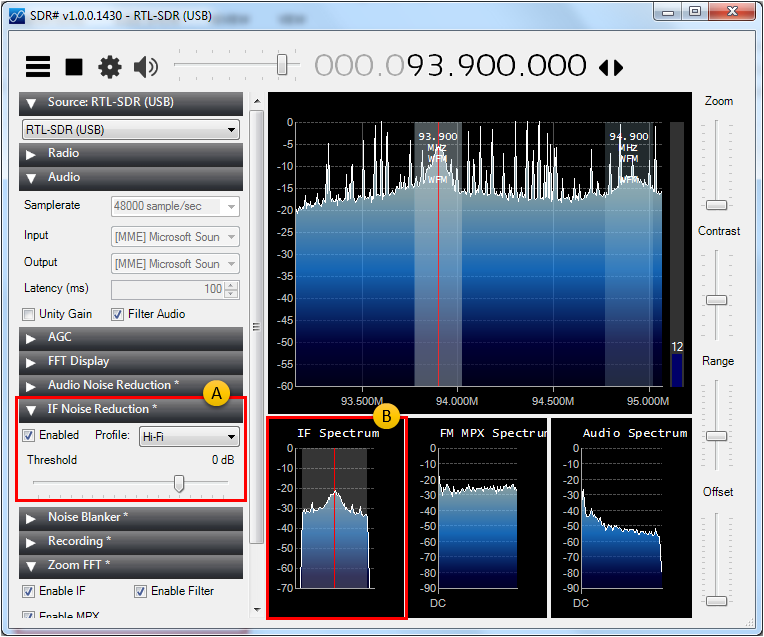 SDR# v1.0.0.1430 - RTL-SDR (USB)
000.093.900.000
Source: RTL-SDR (USB)
RTL-SDR (USB)
Radio
Audio
Samplerate 48000 sample/sec
Input [MME] Microsoft Soun
Output [MME] Microsoft Soun
Latency (ms) 100
Unity Gain Filter Audio
AGC
FFT Display
Audio Noise Reduction *
A
IF Noise Reduction *
Enabled Profile: Hi-Fi
Threshold 0 dB
Noise Blanker *
Recording *
Zoom FFT *
Enable IF Enable Filter
Enable MPX
0
-5
-10
-15
-20
-25
-30
-35
-40
-45
-50
-55
-60
93.900
MHZ
WFM
WFM
94.900
MHZ
WFM
WFM
12
93.500M 94.000M 94.500M 95.000M
B
IF Spectrum
0
-10
-20
-30
-40
-50
-60
-70
FM MPX Spectrur
-10
-20
-30
-40
-50
-60
-70
-80
-90
DC
Audio Spectrum
-10
-20
-30
-40
-50
-60
-70
-80
-90
DC
Zoom
Contrast
Range
Offset